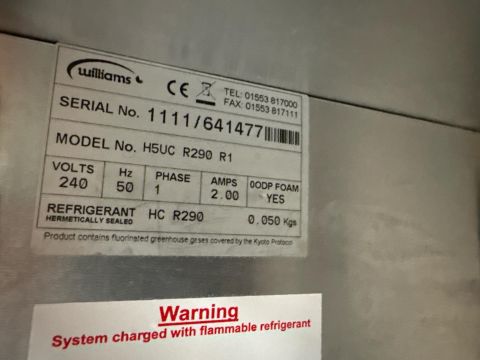 williams
CE
TEL: 01553 817000
FAX: 01553 817111
SERIAL No. 1111/641477
MODEL No. H5UC R290 R1
VOLTS 240
Hz 50
PHASE 1
AMPS 2.00
0ODP FOAM YES
REFRIGERANT HC R290 0.050 Kgs
HERMETICALLY SEALED
Product contains fluorinated greenhouse gases covered by the Kyoto Protocol
Warning
System charged with flammable refrigerant